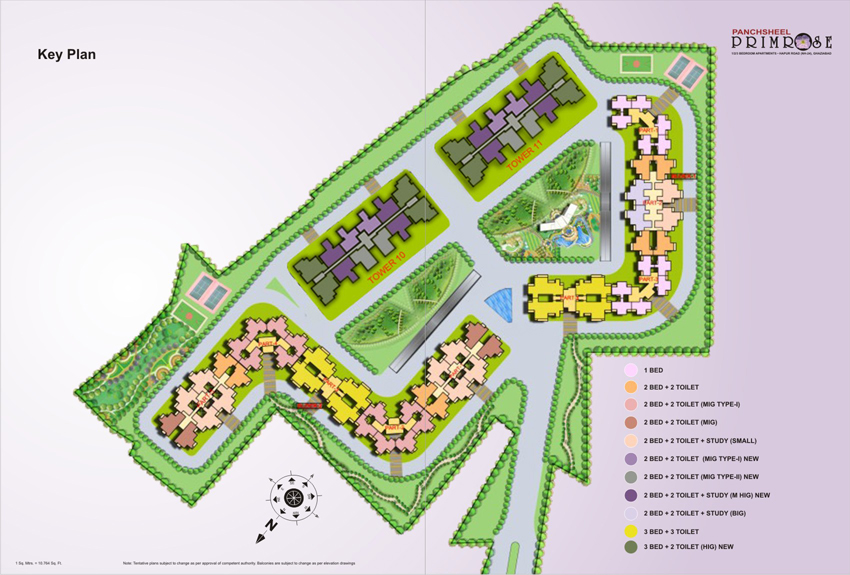 Key Plan
PANCHSHEEL
PRIMROSE
TOWER 11
TOWER 10
N
1 BED
2 BED + 2 TOILET
2 BED + 2 TOILET (MIG TYPE-I)
2 BED + 2 TOILET (MIG)
2 BED + 2 TOILET + STUDY (SMALL)
2 BED + 2 TOILET (MIG TYPE-I) NEW
2 BED + 2 TOILET (MIG TYPE-II) NEW
2 BED + 2 TOILET + STUDY (M HIG) NEW
2 BED + 2 TOILET + STUDY (BIG)
3 BED + 3 TOILET
3 BED + 2 TOILET (HIG) NEW
1 Sq. Mtrs. = 10.764 Sq. Ft.
Note: Tentative plans subject to change as per approval of competent authority. Balconies are subject to change as per elevation drawings